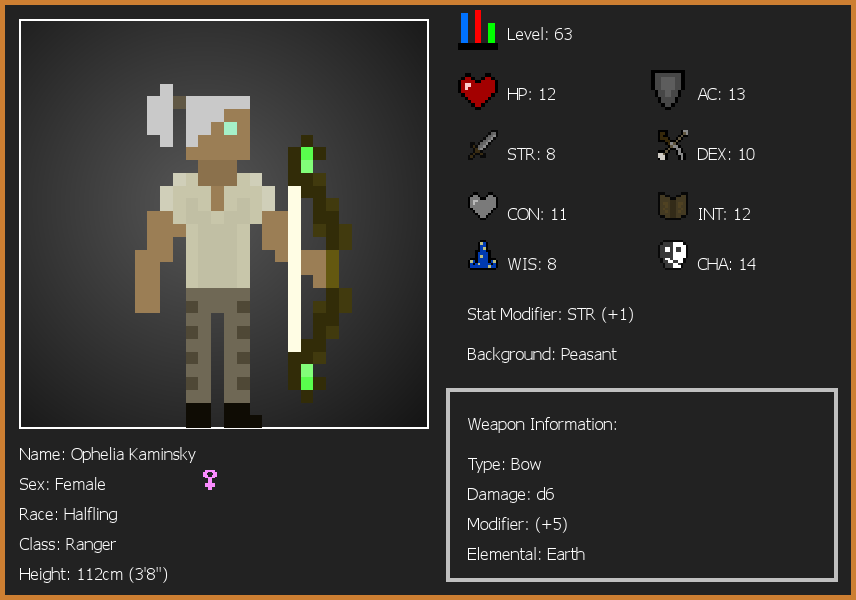 Level: 63
HP: 12
AC: 13
STR: 8
DEX: 10
CON: 11
INT: 12
WIS: 8
CHA: 14
Stat Modifier: STR (+1)
Background: Peasant
Weapon Information:
Type: Bow
Damage: d6
Modifier: (+5)
Elemental: Earth
Name: Ophelia Kaminsky
Sex: Female
Race: Halfling
Class: Ranger
Height: 112cm (3'8")